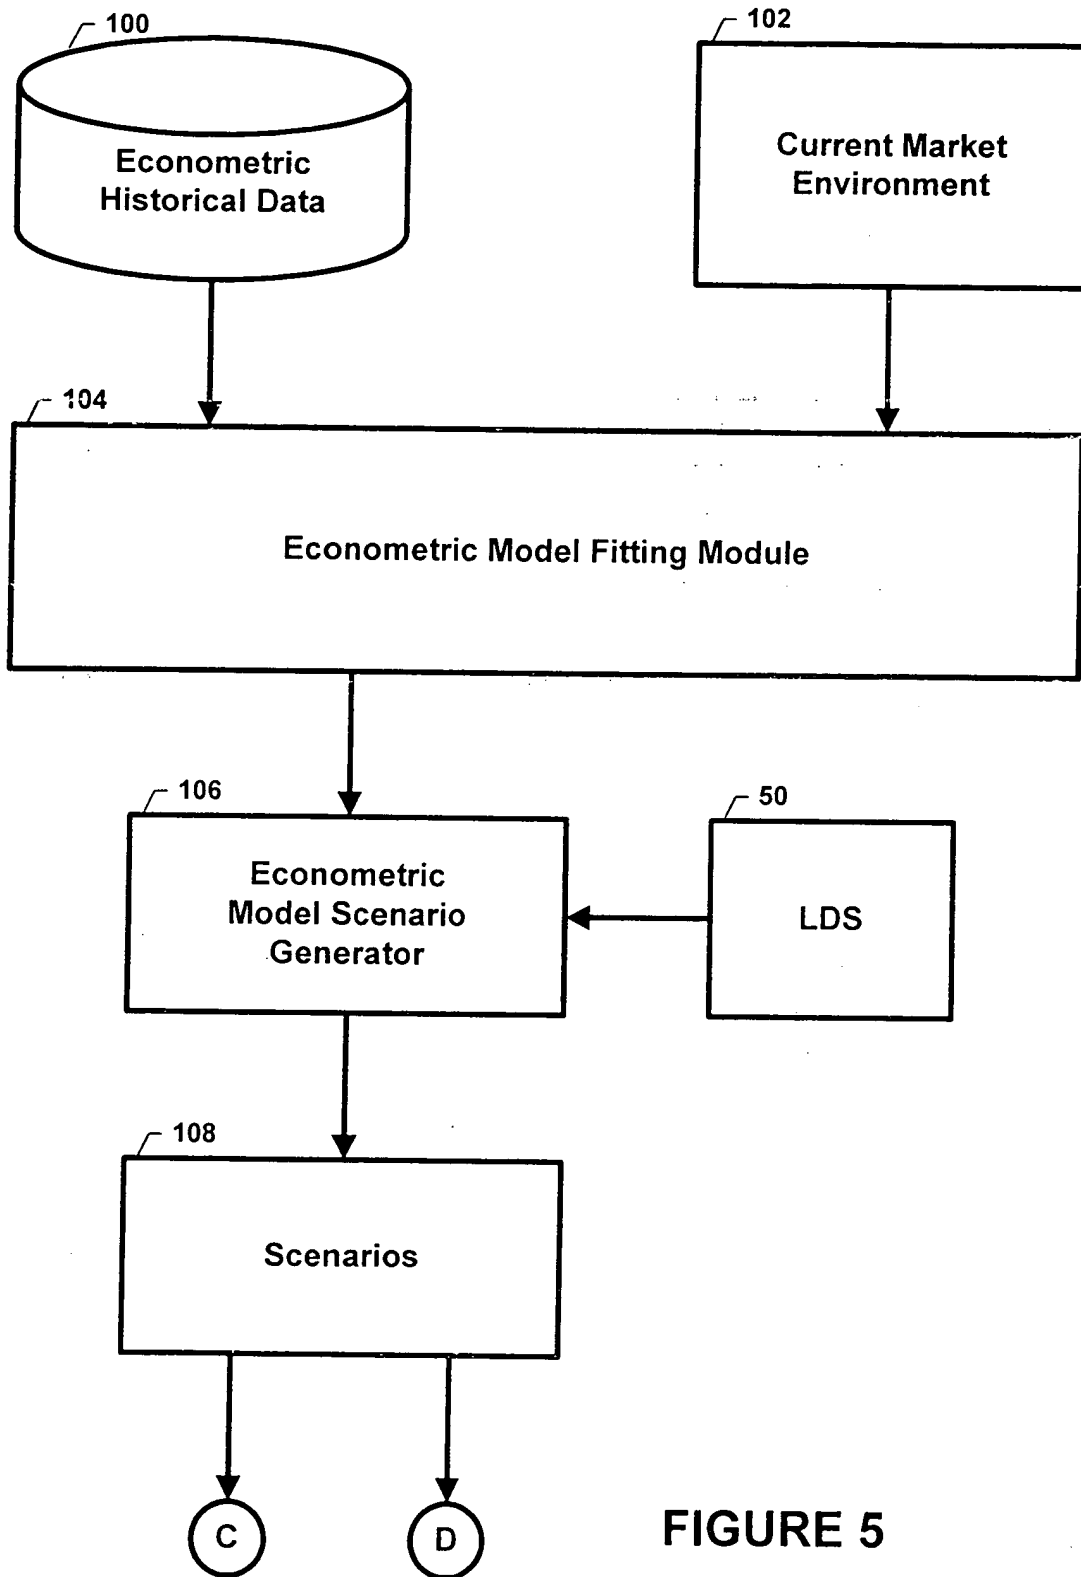 100
102
Econometric
Historical Data
Current Market
Environment
104
Econometric Model Fitting Module
106
50
Econometric
Model Scenario
Generator
LDS
108
Scenarios
C
D
FIGURE 5